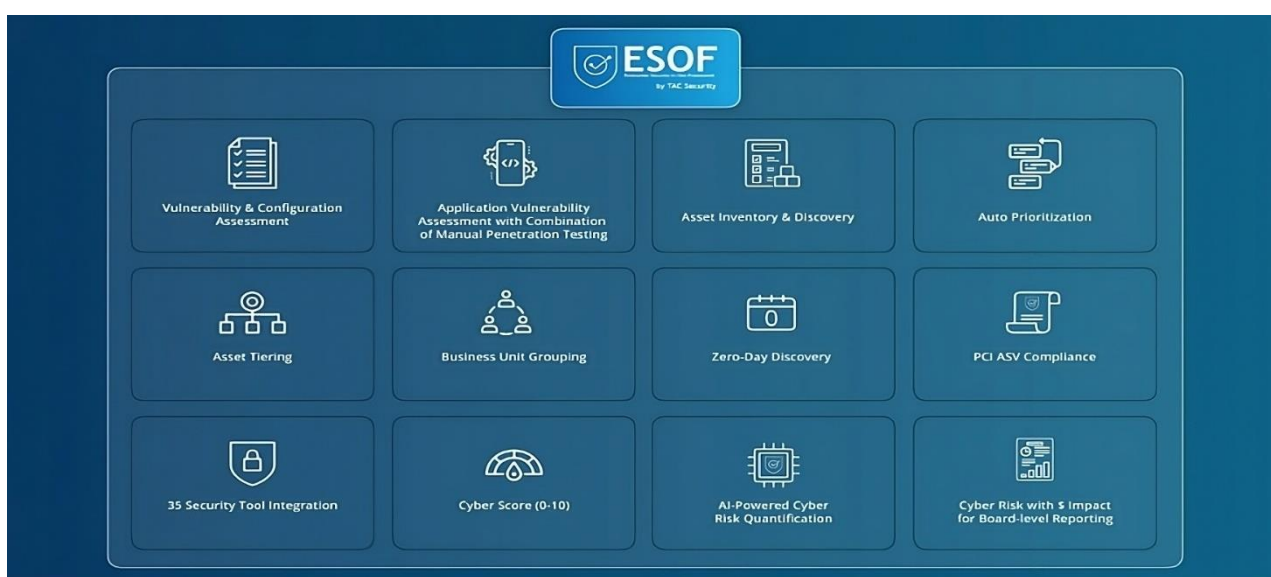 ESOF
by TAC Security
Vulnerability & Configuration
Assessment
Application Vulnerability
Assessment with Combination
of Manual Penetration Testing
Asset Inventory & Discovery
Auto Prioritization
Asset Tiering
Business Unit Grouping
0
Zero-Day Discovery
PCI ASV Compliance
35 Security Tool Integration
Cyber Score (0-10)
AI-Powered Cyber
Risk Quantification
Cyber Risk with $ Impact
for Board-level Reporting